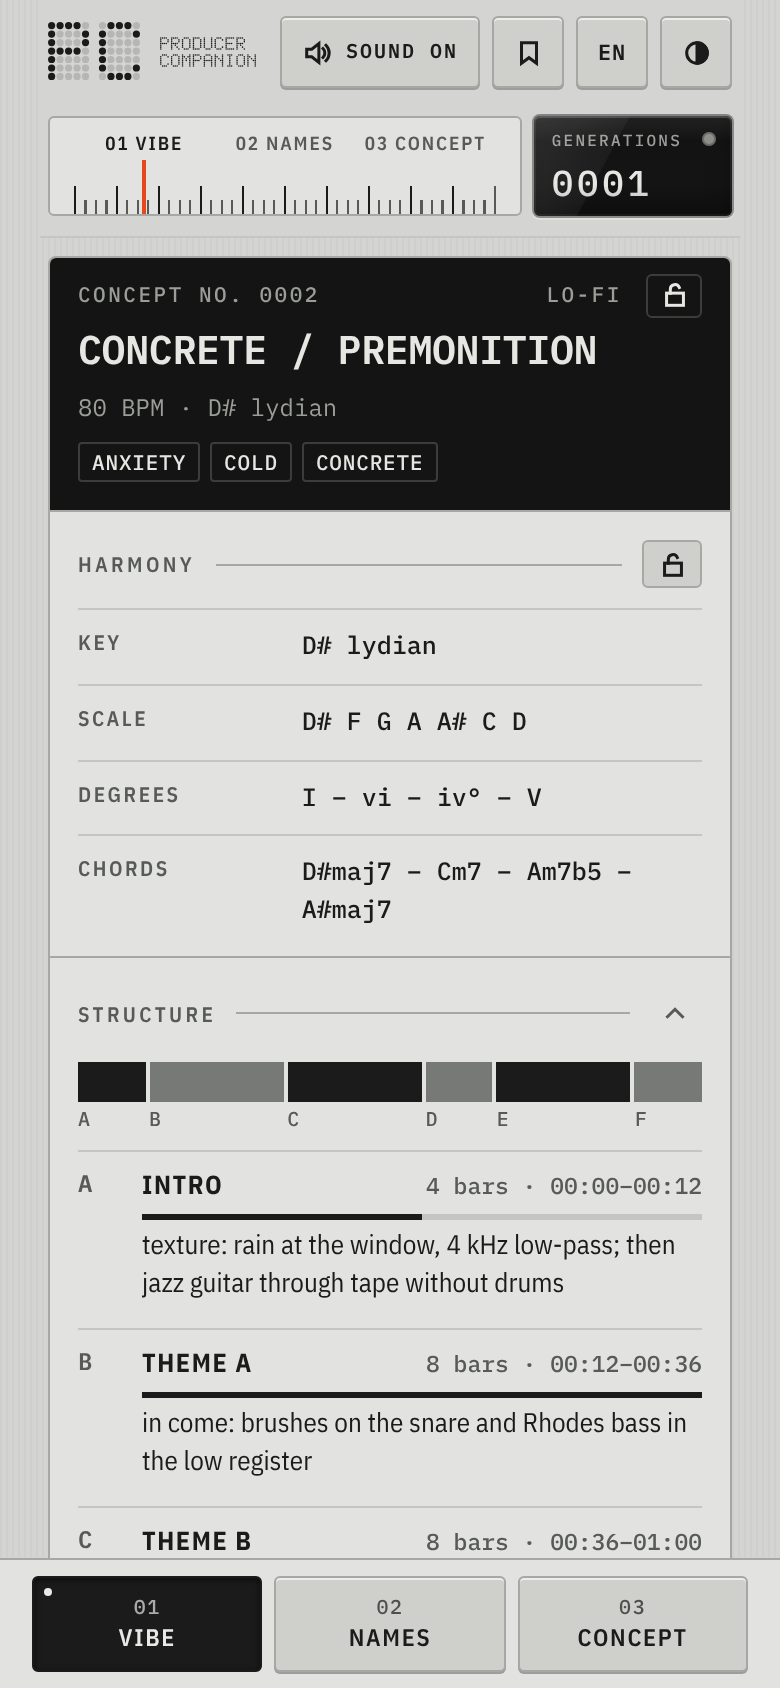 PC
PRODUCER
COMPANION
SOUND ON
EN
01 VIBE
02 NAMES
03 CONCEPT
GENERATIONS
0001
CONCEPT NO. 0002
LO-FI
CONCRETE / PREMONITION
80 BPM · D# lydian
ANXIETY
COLD
CONCRETE
HARMONY
KEY
D# lydian
SCALE
D# F G A A# C D
DEGREES
I – vi – iv° – V
CHORDS
D#maj7 – Cm7 – Am7b5 –
A#maj7
STRUCTURE
A B C D E F
A INTRO 4 bars · 00:00–00:12
texture: rain at the window, 4 kHz low-pass; then
jazz guitar through tape without drums
B THEME A 8 bars · 00:12–00:36
in come: brushes on the snare and Rhodes bass in
the low register
C THEME B 8 bars · 00:36–01:00
01
VIBE
02
NAMES
03
CONCEPT